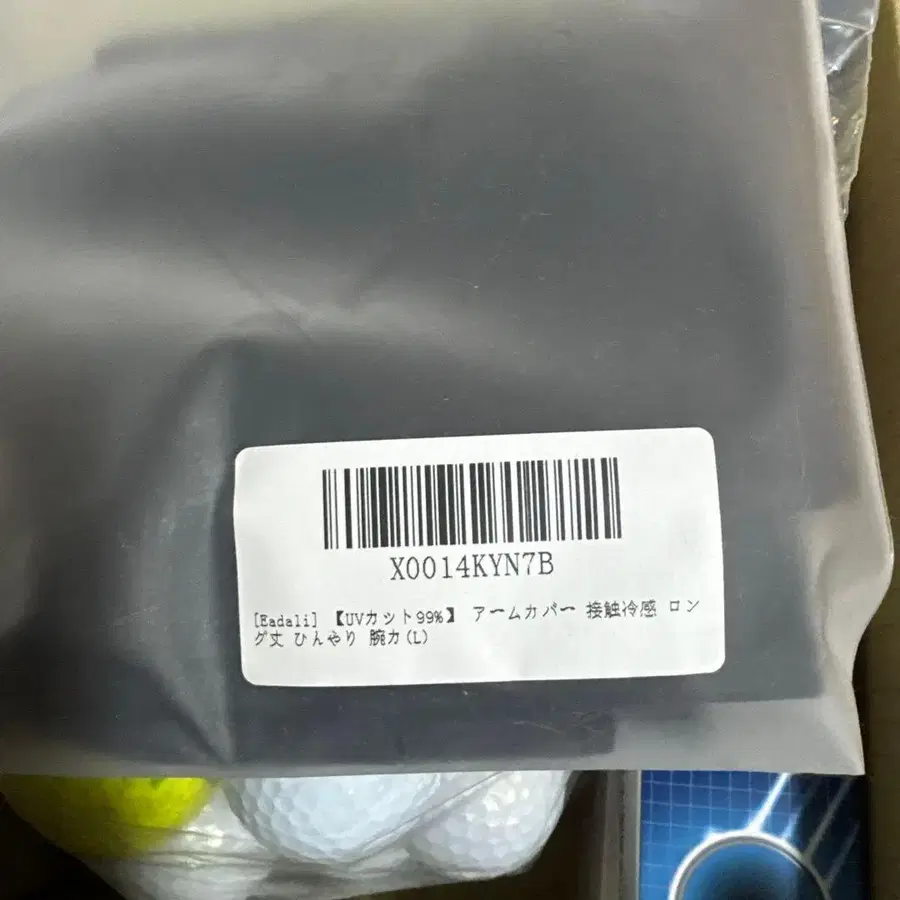 X0014KYN7B
[Eadali] 【UVカット99%】 アームカバー 接触冷感 ロン
グ丈 ひんやり 腕カ(L)